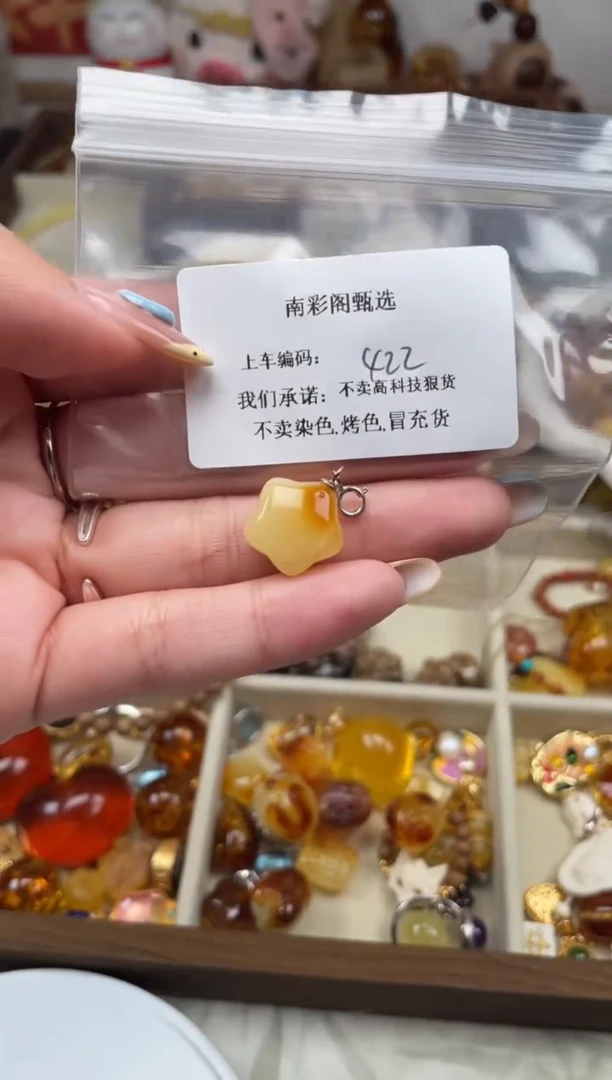 南彩阁甄选
上车编码： 422
我们承诺：不卖高科技狠货
不卖染色.烤色.冒充货